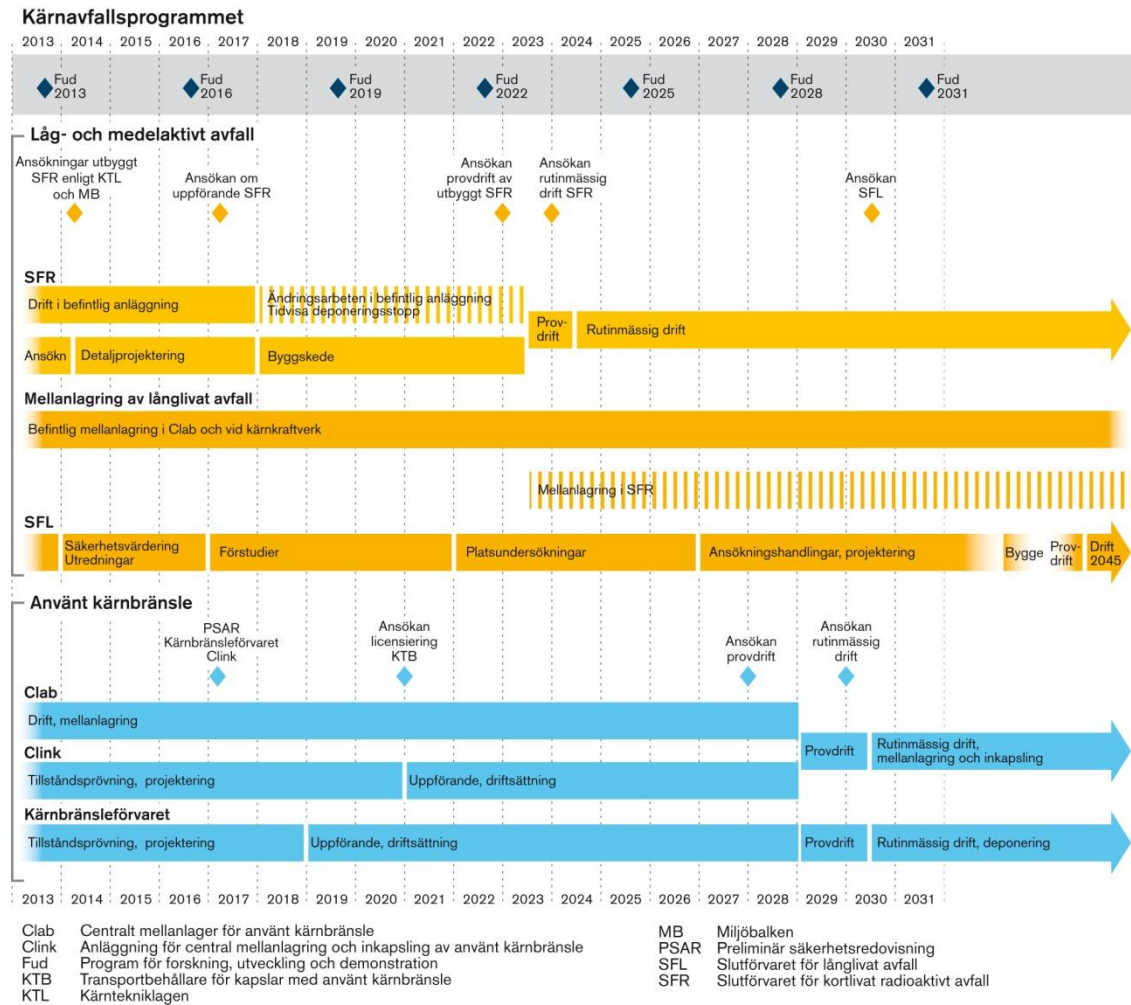 Kärnavfallsprogrammet
2013 2014 2015 2016 2017 2018 2019 2020 2021 2022 2023 2024 2025 2026 2027 2028 2029 2030 2031
Fud 2013
Fud 2016
Fud 2019
Fud 2022
Fud 2025
Fud 2028
Fud 2031
Låg- och medelaktivt avfall
Ansökningar utbyggt
SFR enligt KTL
och MB
Ansökan om
uppförande SFR
Ansökan
provdrift av
utbyggt SFR
Ansökan
rutinmässig
drift SFR
Ansökan
SFL
SFR
Drift i befintlig anläggning
Ändringsarbeten i befintlig anläggning
Tidvisa deponeringsstopp
Prov-
drift
Rutinmässig drift
Ansökn
Detaljprojektering
Byggskede
Mellanlagring av långlivat avfall
Befintlig mellanlagring i Clab och vid kärnkraftverk
Mellanlagring i SFR
SFL
Säkerhetsvärdering
Utredningar
Förstudier
Platsundersökningar
Ansökningshandlingar, projektering
Bygge
Prov-
drift
Drift
2045
Använt kärnbränsle
PSAR
Kärnbränsleförvaret
Clink
Ansökan
licensiering
KTB
Ansökan
provdrift
Ansökan
rutinmässig
drift
Clab
Drift, mellanlagring
Clink
Tillståndsprövning, projektering
Uppförande, driftsättning
Provdrift
Rutinmässig drift,
mellanlagring och inkapsling
Kärnbränsleförvaret
Tillståndsprövning, projektering
Uppförande, driftsättning
Provdrift
Rutinmässig drift, deponering
2013 2014 2015 2016 2017 2018 2019 2020 2021 2022 2023 2024 2025 2026 2027 2028 2029 2030 2031
Clab Centralt mellanlager för använt kärnbränsle
Clink Anläggning för central mellanlagring och inkapsling av använt kärnbränsle
Fud Program för forskning, utveckling och demonstration
KTB Transportbehållare för kapslar med använt kärnbränsle
KTL Kärntekniklagen
MB Miljöbalken
PSAR Preliminär säkerhetsredovisning
SFL Slutförvaret för långlivat avfall
SFR Slutförvaret för kortlivat radioaktivt avfall